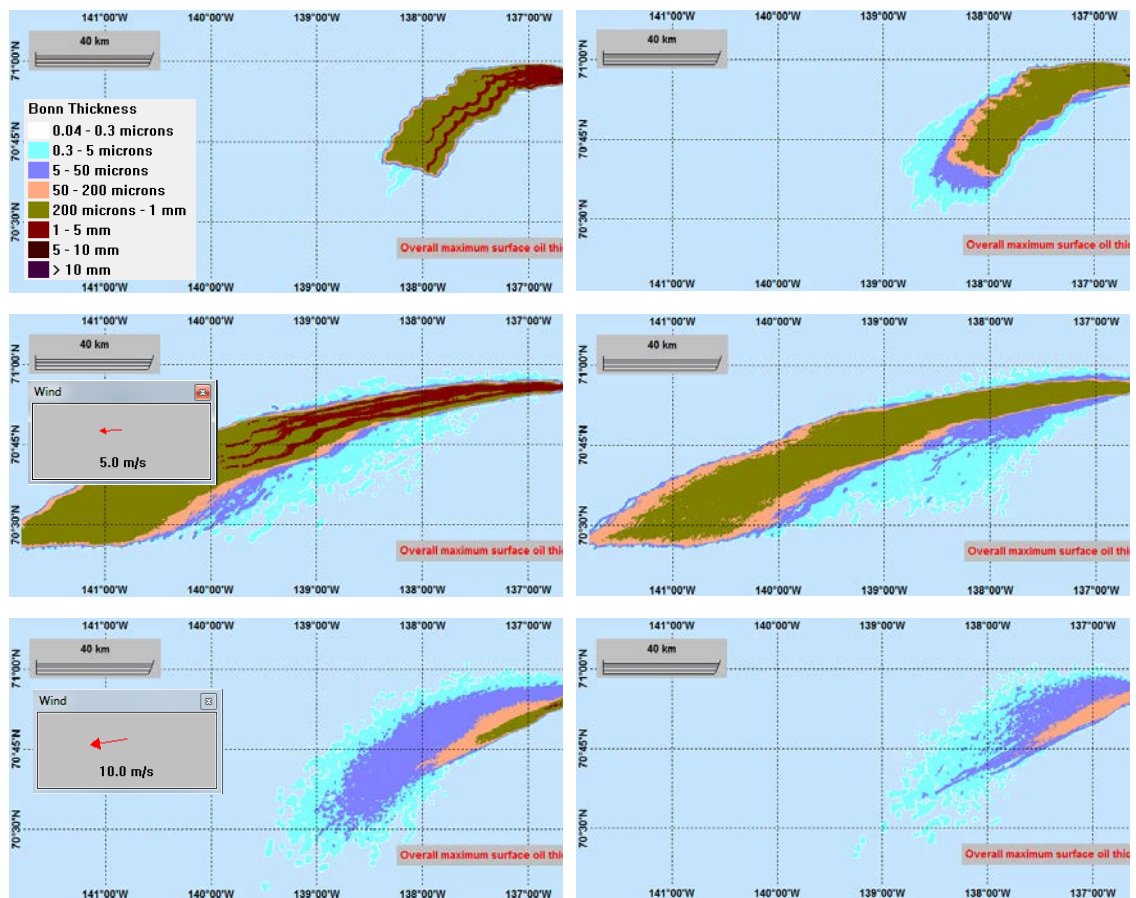 141°00'W 140°00'W 139°00'W 138°00'W 137°00'W
40 km
71°00'N
Bonn Thickness
0.04 - 0.3 microns
0.3 - 5 microns
5 - 50 microns
50 - 200 microns
200 microns - 1 mm
1 - 5 mm
5 - 10 mm
> 10 mm
70°45'N
70°30'N
Overall maximum surface oil thic
141°00'W 140°00'W 139°00'W 138°00'W 137°00'W
141°00'W 140°00'W 139°00'W 138°00'W 137°00'W
40 km
71°00'N
70°45'N
70°30'N
Overall maximum surface oil thic
141°00'W 140°00'W 139°00'W 138°00'W 137°00'W
141°00'W 140°00'W 139°00'W 138°00'W 137°00'W
40 km
71°00'N
Wind
5.0 m/s
70°45'N
70°30'N
Overall maximum surface oil thic
141°00'W 140°00'W 139°00'W 138°00'W 137°00'W
141°00'W 140°00'W 139°00'W 138°00'W 137°00'W
40 km
71°00'N
70°45'N
70°30'N
Overall maximum surface oil thic
141°00'W 140°00'W 139°00'W 138°00'W 137°00'W
141°00'W 140°00'W 139°00'W 138°00'W 137°00'W
40 km
71°00'N
Wind
10.0 m/s
70°45'N
70°30'N
Overall maximum surface oil thic
141°00'W 140°00'W 139°00'W 138°00'W 137°00'W
141°00'W 140°00'W 139°00'W 138°00'W 137°00'W
40 km
71°00'N
70°45'N
70°30'N
Overall maximum surface oil thic
141°00'W 140°00'W 139°00'W 138°00'W 137°00'W